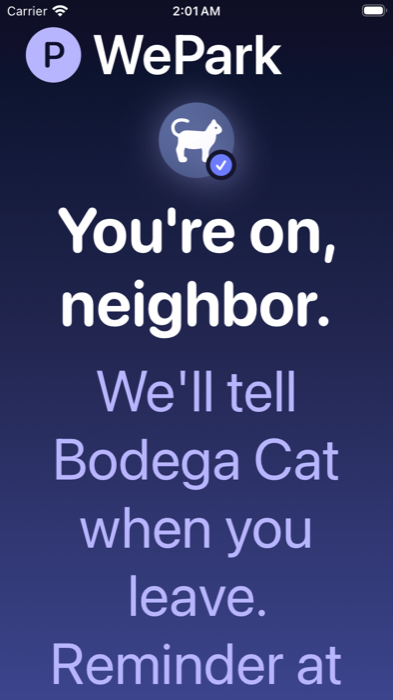 Carrier 2:01 AM
P WePark
You're on,
neighbor.
We'll tell
Bodega Cat
when you
leave.
Reminder at